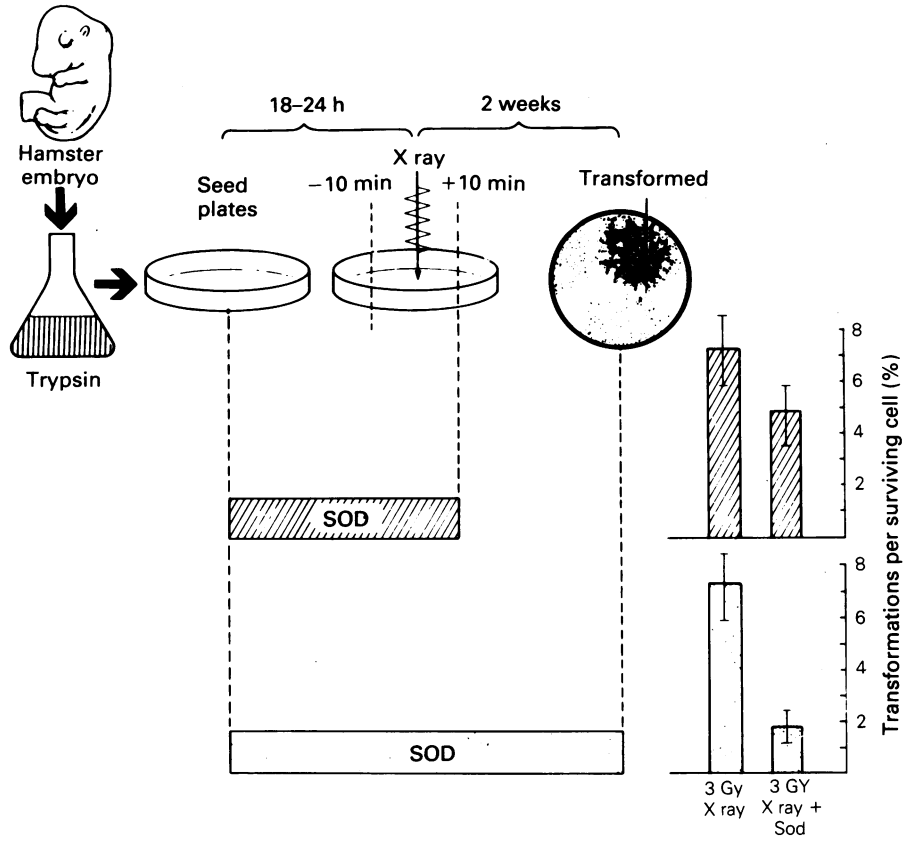 Hamster
embryo
Trypsin
Seed
plates
18–24 h
2 weeks
X ray
−10 min
+10 min
Transformed
SOD
SOD
8
6
4
2
8
6
4
2
Transformations per surviving cell (%)
3 Gy
X ray
3 GY
X ray +
Sod